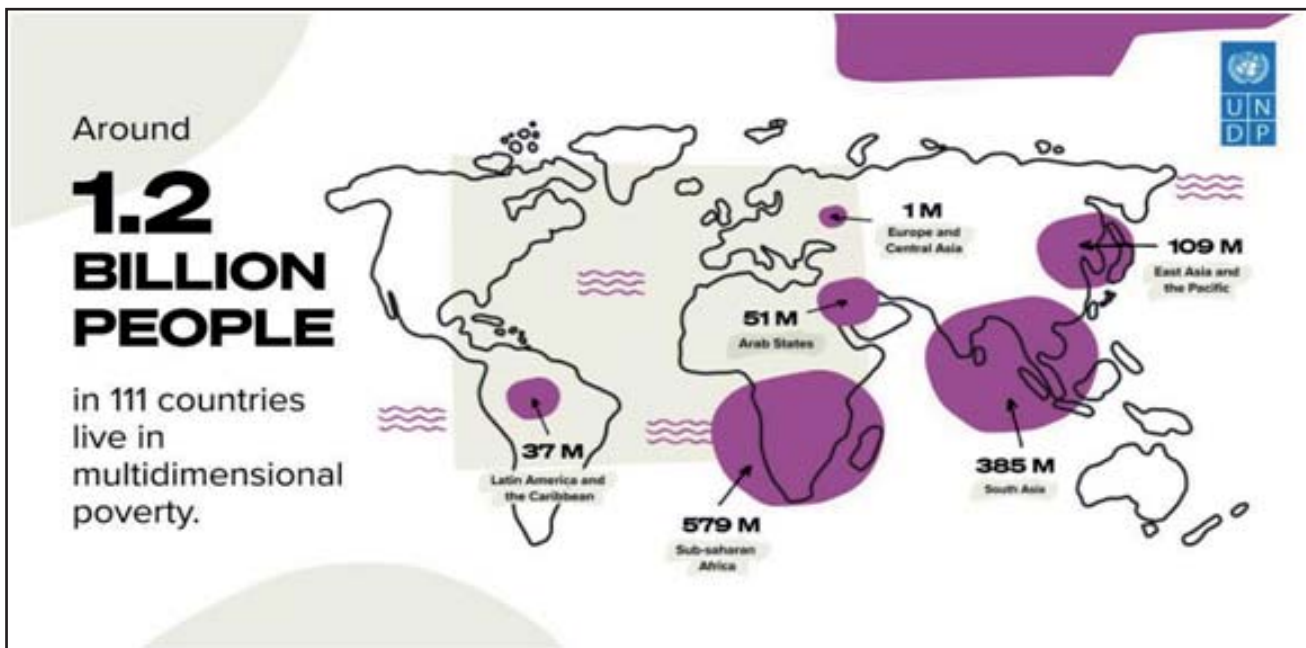 Around
1.2
BILLION
PEOPLE
in 111 countries
live in
multidimensional
poverty.
UN
DP
1 M
Europe and
Central Asia
109 M
East Asia and
the Pacific
51 M
Arab States
37 M
Latin America and
the Caribbean
385 M
South Asia
579 M
Sub-saharan
Africa